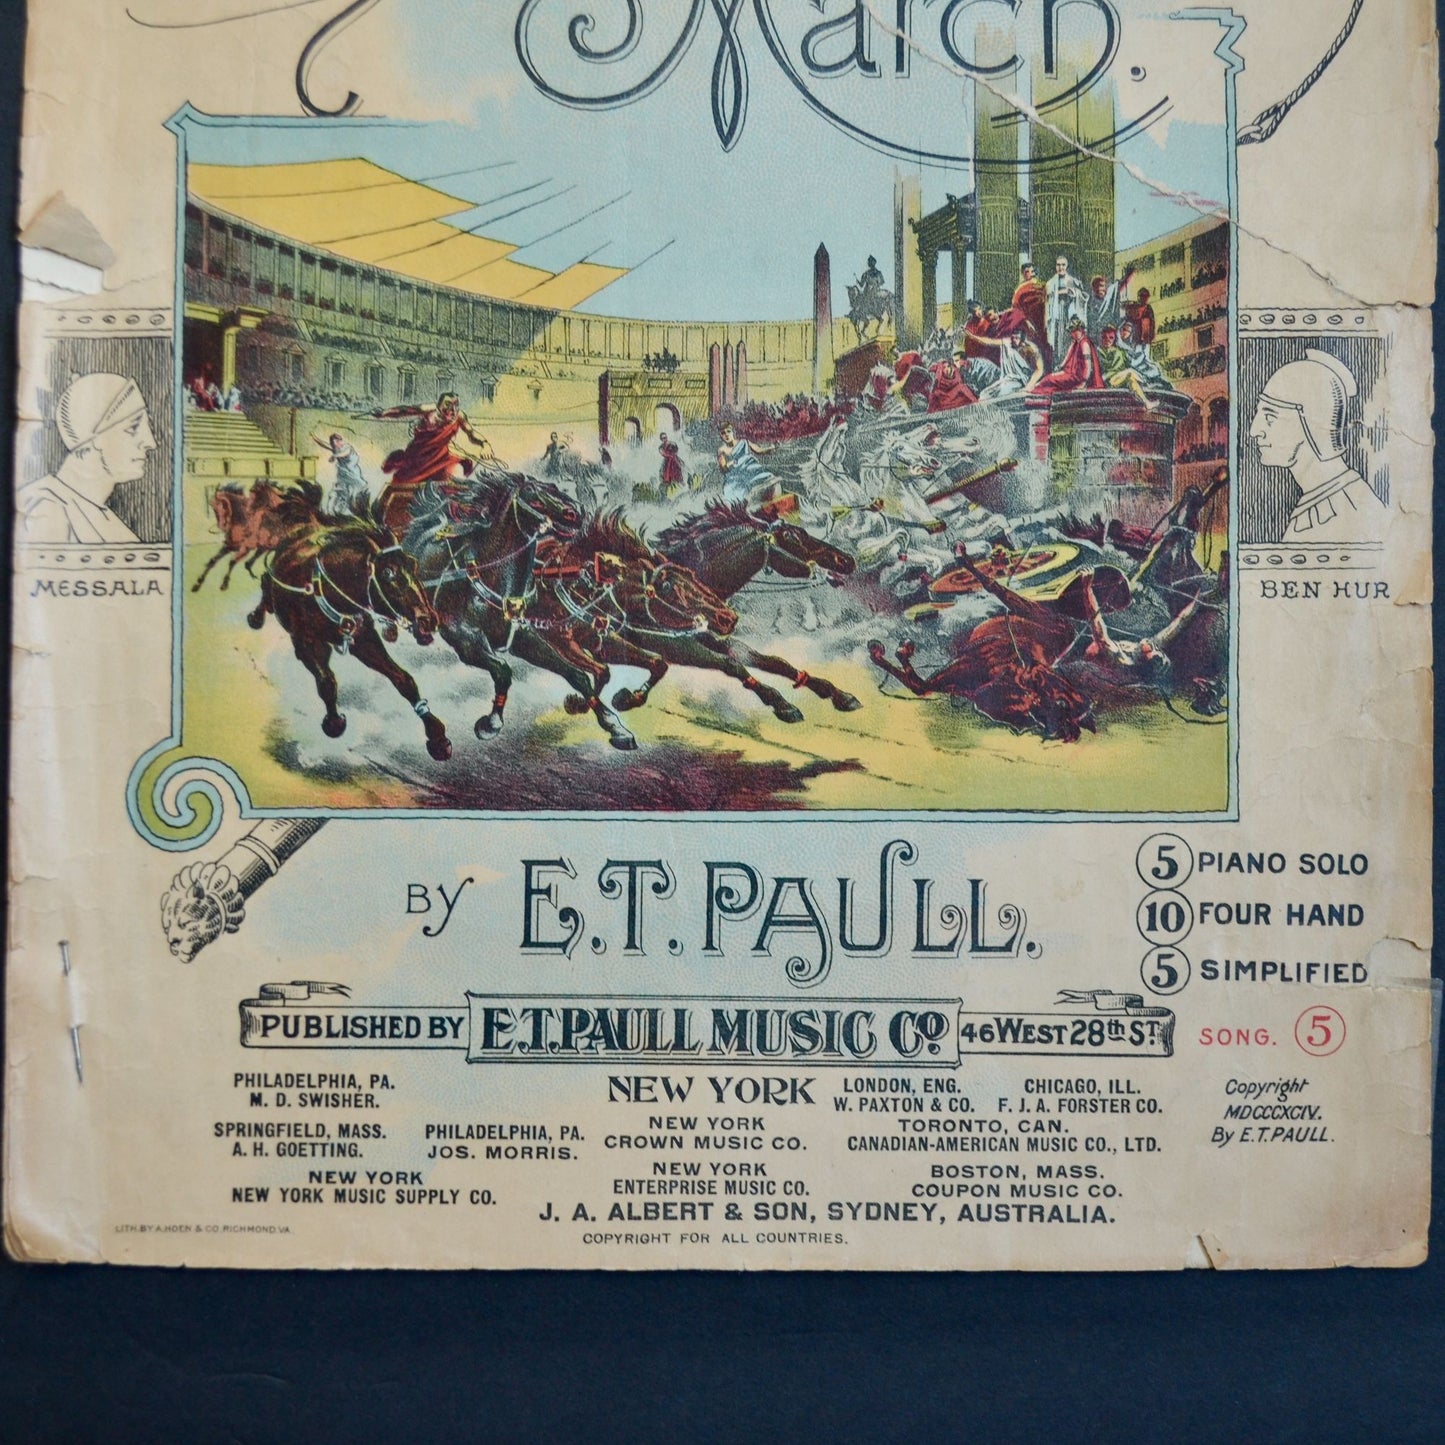 March.
MESSALA
BEN HUR
BY E.T. PAULL.
5 PIANO SOLO
10 FOUR HAND
5 SIMPLIFIED
SONG. 5
PUBLISHED BY E.T. PAULL MUSIC CO. 46 WEST 28th ST.
NEW YORK
PHILADELPHIA, PA.
M. D. SWISHER.
LONDON, ENG.
W. PAXTON & CO.
CHICAGO, ILL.
F. J. A. FORSTER CO.
SPRINGFIELD, MASS.
A. H. GOETTING.
PHILADELPHIA, PA.
JOS. MORRIS.
NEW YORK
CROWN MUSIC CO.
TORONTO, CAN.
CANADIAN-AMERICAN MUSIC CO., LTD.
NEW YORK
NEW YORK MUSIC SUPPLY CO.
NEW YORK
ENTERPRISE MUSIC CO.
BOSTON, MASS.
COUPON MUSIC CO.
J. A. ALBERT & SON, SYDNEY, AUSTRALIA.
COPYRIGHT FOR ALL COUNTRIES.
Copyright
MDCCCXCIV.
By E.T. PAULL.
LITH. BY A. HOEN & CO. RICHMOND VA.